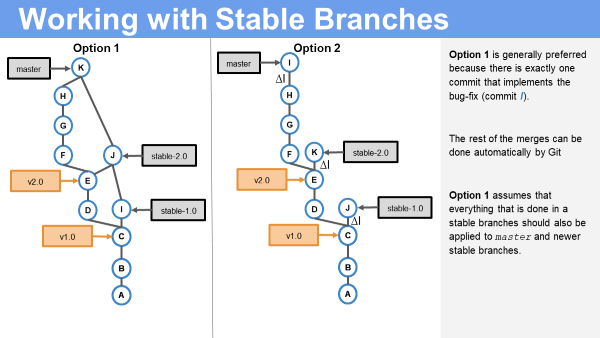 Working with Stable Branches
Option 1
master
K
H
G
F
J
stable-2.0
v2.0
E
D
I
stable-1.0
v1.0
C
B
A
Option 2
master
I
ΔI
H
G
F
K
stable-2.0
ΔI
v2.0
E
D
J
stable-1.0
ΔI
v1.0
C
B
A
Option 1 is generally preferred
because there is exactly one
commit that implements the
bug-fix (commit I).
The rest of the merges can be
done automatically by Git
Option 1 assumes that
everything that is done in a
stable branches should also be
applied to master and newer
stable branches.